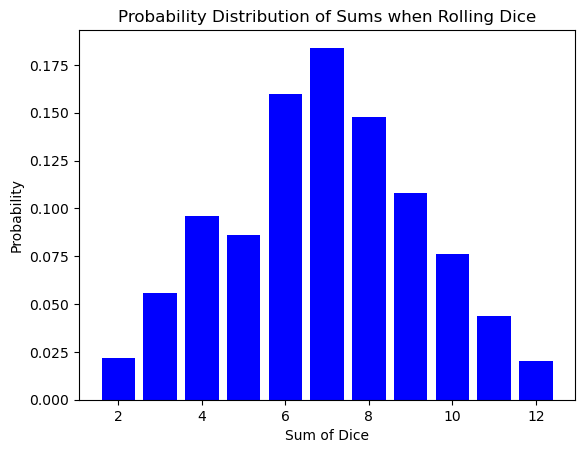 Probability Distribution of Sums when Rolling Dice
0.175
0.150
0.125
0.100
0.075
0.050
0.025
0.000
Probability
2 4 6 8 10 12
Sum of Dice